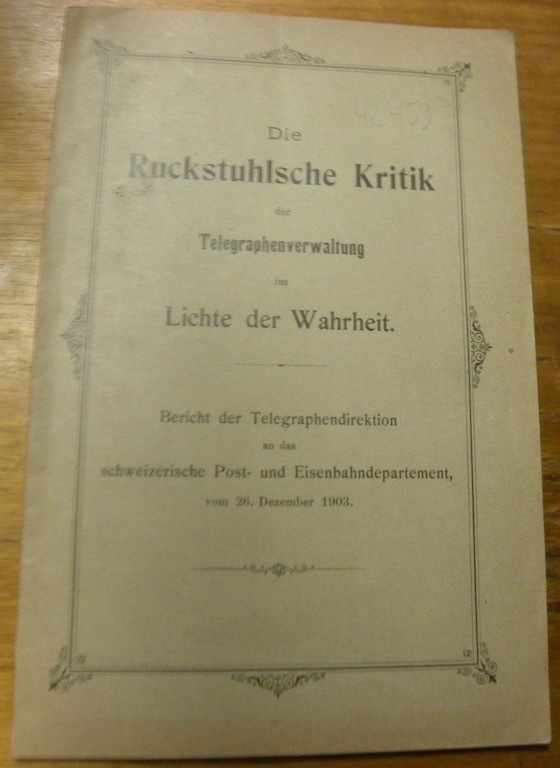 Die
Ruckstuhlsche Kritik
der
Telegraphenverwaltung
im
Lichte der Wahrheit.
Bericht der Telegraphendirektion
an das
schweizerische Post- und Eisenbahndepartement,
vom 26. Dezember 1903.